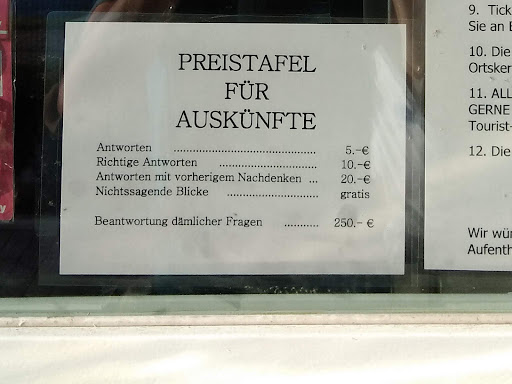 PREISTAFEL
FÜR
AUSKÜNFTE
Antworten .......................................... 5.-€
Richtige Antworten ............................ 10.-€
Antworten mit vorherigem Nachdenken ... 20.-€
Nichtssagende Blicke .......................... gratis
Beantwortung dämlicher Fragen ........... 250.- €
9. Tick
Sie an
10. Die
Ortsker
11. ALL
GERNE
Tourist-
12. Die
Wir wün
Aufenth